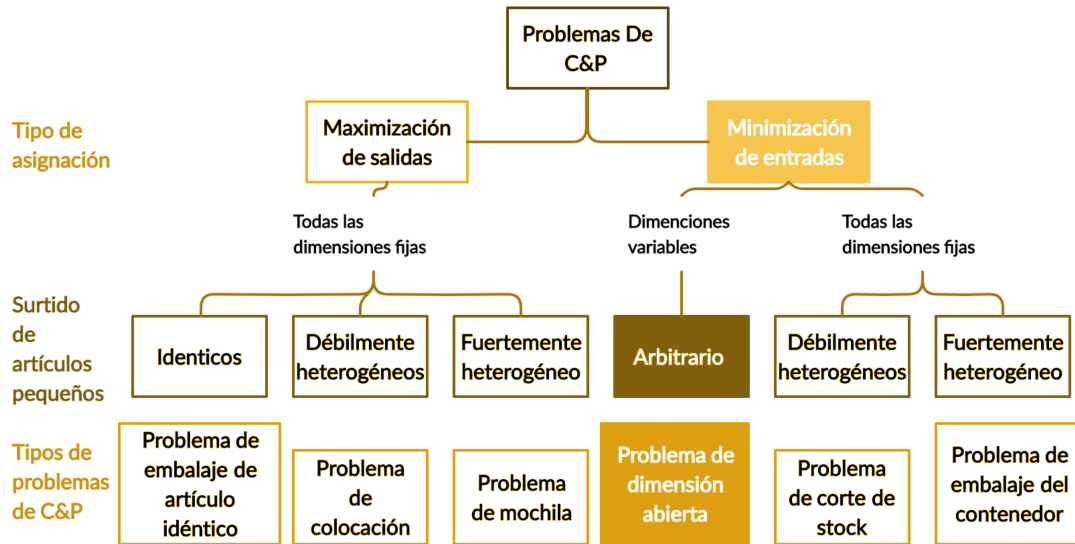 Problemas De
C&P
Tipo de
asignación
Maximización
de salidas
Minimización
de entradas
Todas las
dimensiones fijas
Dimenciones
variables
Todas las
dimensiones fijas
Surtido
de
artículos
pequeños
Identicos
Débilmente
heterogéneos
Fuertemente
heterogéneo
Arbitrario
Débilmente
heterogéneos
Fuertemente
heterogéneo
Tipos de
problemas
de C&P
Problema de
embalaje de
artículo
idéntico
Problema
de
colocación
Problema
de mochila
Problema de
dimensión
abierta
Problema
de corte de
stock
Problema de
embalaje del
contenedor